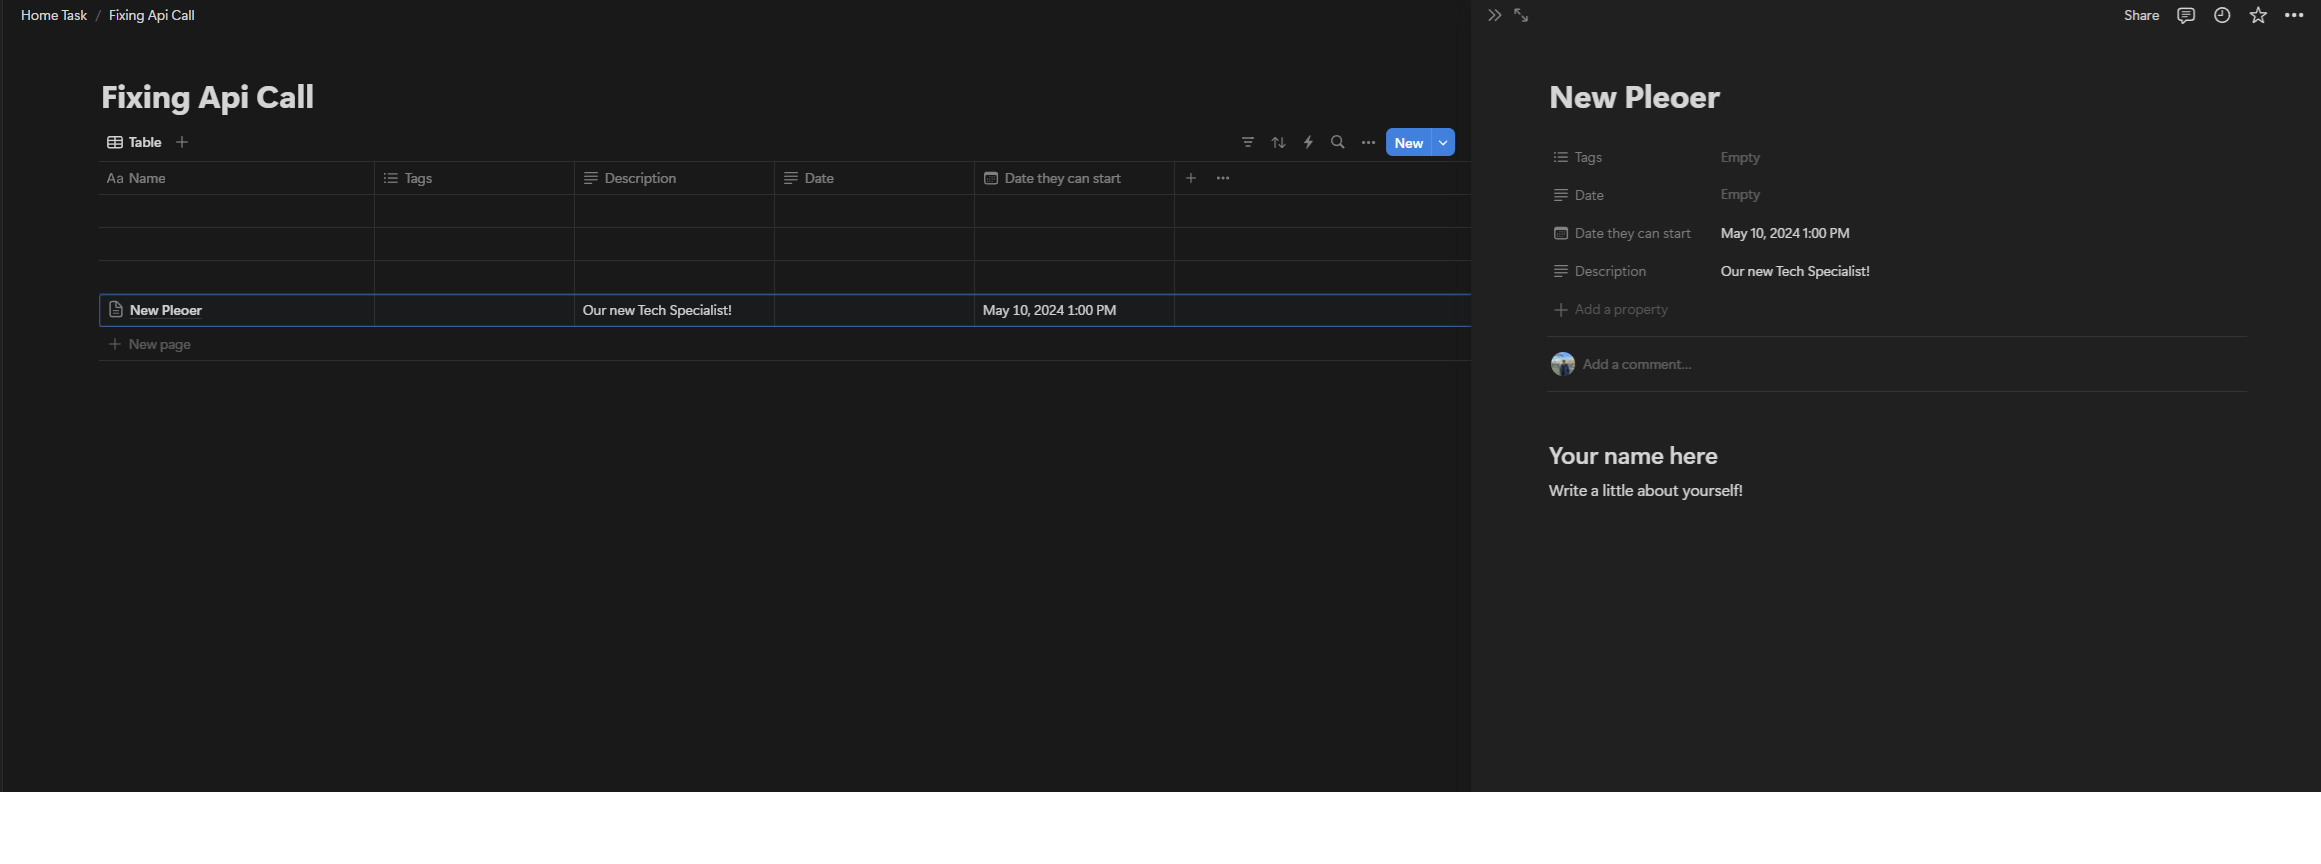 Home Task / Fixing Api Call
Fixing Api Call
Table
New
Aa Name Tags Description Date Date they can start
New Pleoer Our new Tech Specialist! May 10, 2024 1:00 PM
New page
Share
New Pleoer
Tags Empty
Date Empty
Date they can start May 10, 2024 1:00 PM
Description Our new Tech Specialist!
Add a property
Add a comment...
Your name here
Write a little about yourself!